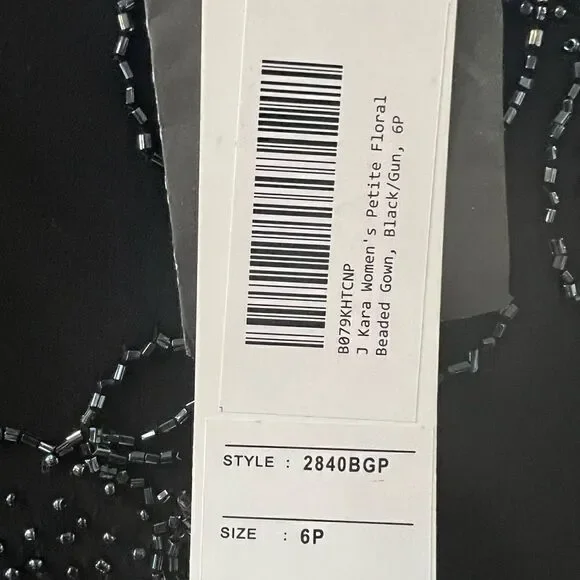 B079KHTCNP
J Kara Women's Petite Floral
Beaded Gown, Black/Gun, 6P
STYLE : 2840BGP
SIZE : 6P